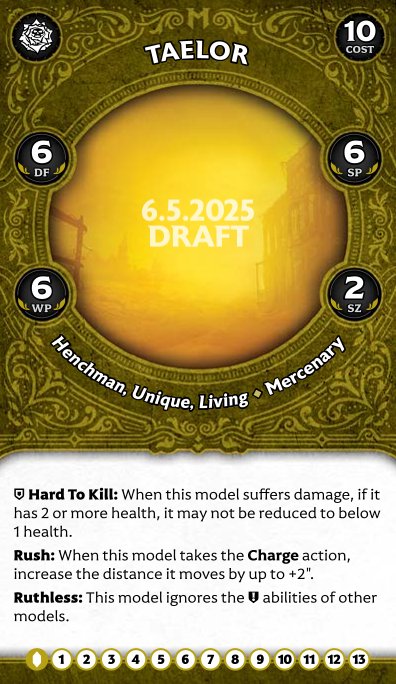 TAELOR
10
COST
6
DF
6
SP
6.5.2025
DRAFT
6
WP
2
SZ
Henchman, Unique, Living ⬥ Mercenary
Hard To Kill: When this model suffers damage, if it
has 2 or more health, it may not be reduced to below
1 health.
Rush: When this model takes the Charge action,
increase the distance it moves by up to +2".
Ruthless: This model ignores the abilities of other
models.
1 2 3 4 5 6 7 8 9 10 11 12 13